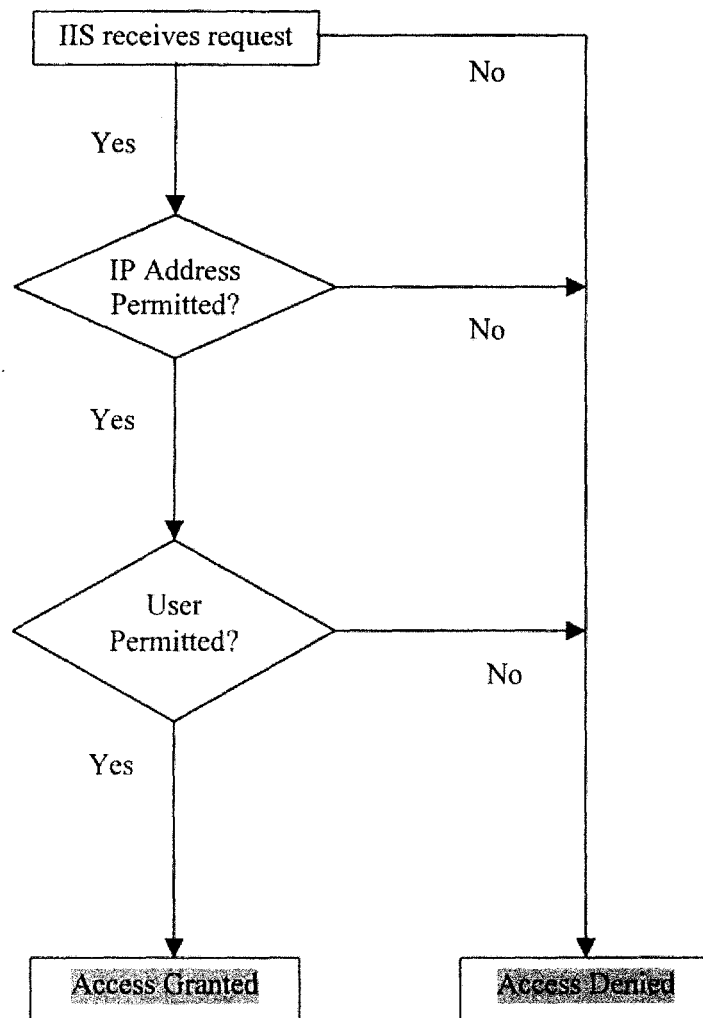 IIS receives request
No
Yes
IP Address
Permitted?
No
Yes
User
Permitted?
No
Yes
Access Granted
Access Denied